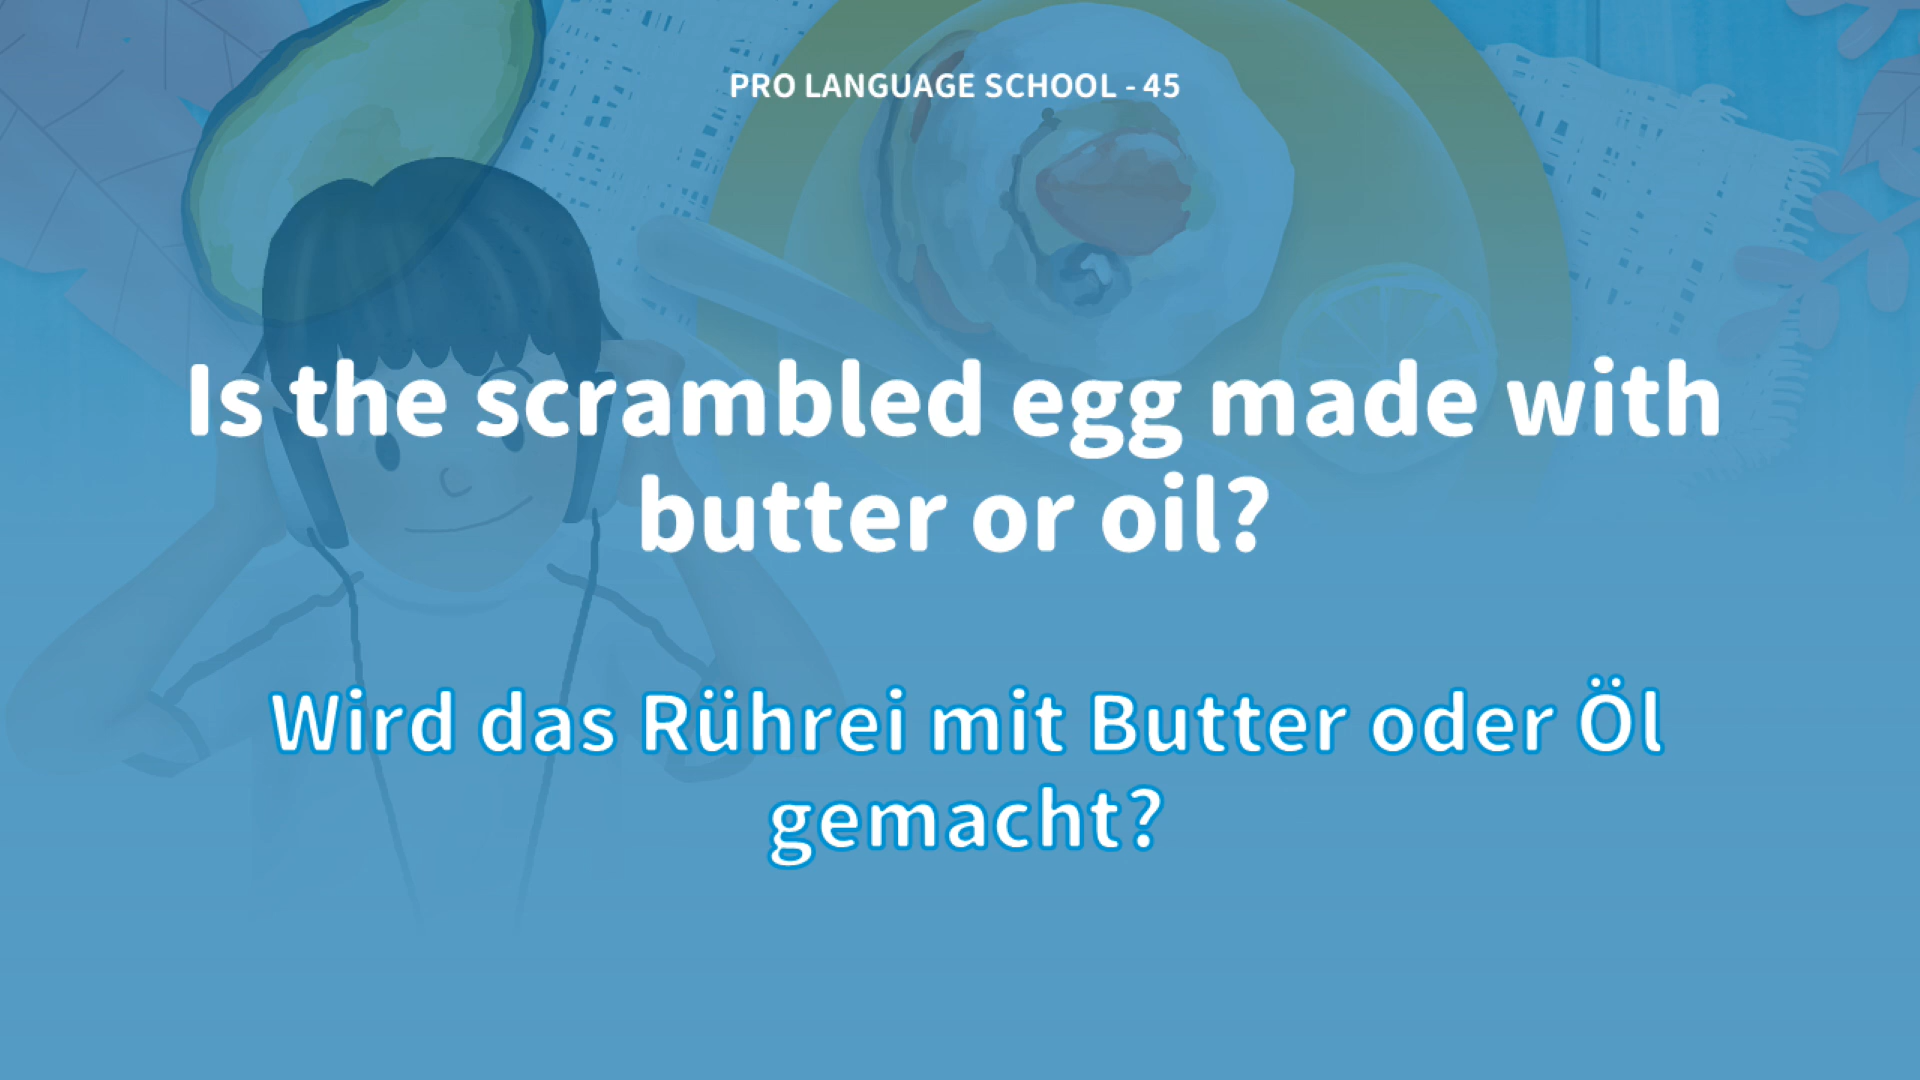 PRO LANGUAGE SCHOOL - 45
Is the scrambled egg made with
butter or oil?
Wird das Rührei mit Butter oder Öl
gemacht?